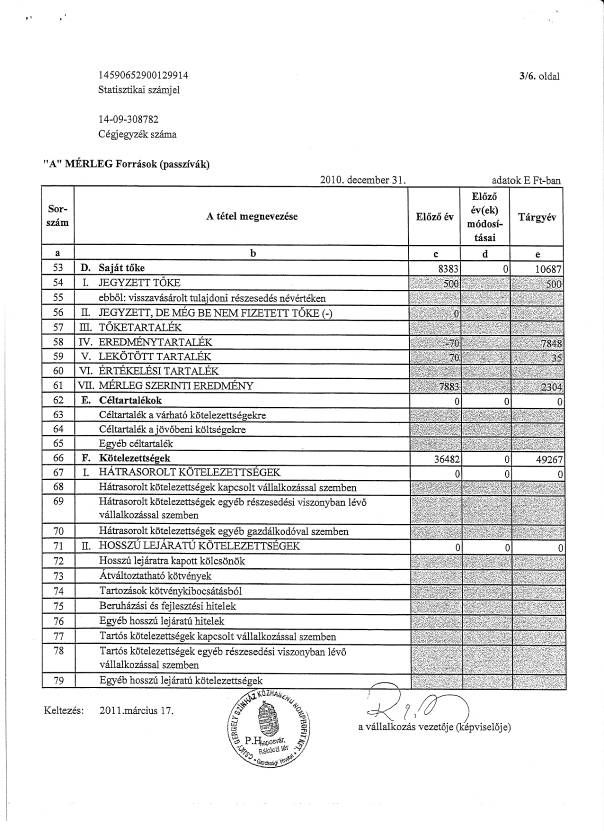 14590652900129914
3/6. oldal
Statisztikai számjel
14-09-308782
Cégjegyzék száma
"A" MÉRLEG Források (passzívák)
2010. december 31. adatok E Ft-ban
Sor-szám A tétel megnevezése Előző év Előző év(ek) módosí-tásai Tárgyév
a b c d e
53 D. Saját tőke 8383 0 10687
54 I. JEGYZETT TŐKE 500 500
55 ebből: visszavásárolt tulajdoni részesedés névértéken
56 II. JEGYZETT, DE MÉG BE NEM FIZETETT TŐKE (-) 0
57 III. TŐKETARTALÉK
58 IV. EREDMÉNYTARTALÉK -70 7848
59 V. LEKÖTÖTT TARTALÉK 70 35
60 VI. ÉRTÉKELÉSI TARTALÉK
61 VII. MÉRLEG SZERINTI EREDMÉNY 7883 2304
62 E. Céltartalékok 0 0 0
63 Céltartalék a várható kötelezettségekre
64 Céltartalék a jövőbeni költségekre
65 Egyéb céltartalék
66 F. Kötelezettségek 36482 0 49267
67 I. HÁTRASOROLT KÖTELEZETTSÉGEK 0 0 0
68 Hátrasorolt kötelezettségek kapcsolt vállalkozással szemben
69 Hátrasorolt kötelezettségek egyéb részesedési viszonyban lévő
vállalkozással szemben
70 Hátrasorolt kötelezettségek egyéb gazdálkodóval szemben
71 II. HOSSZÚ LEJÁRATÚ KÖTELEZETTSÉGEK 0 0 0
72 Hosszú lejáratra kapott kölcsönök
73 Átváltoztatható kötvények
74 Tartozások kötvénykibocsátásból
75 Beruházási és fejlesztési hitelek
76 Egyéb hosszú lejáratú hitelek
77 Tartós kötelezettségek kapcsolt vállalkozással szemben
78 Tartós kötelezettségek egyéb részesedési viszonyban lévő
vállalkozással szemben
79 Egyéb hosszú lejáratú kötelezettségek
Keltezés: 2011.március 17.
CSIKY GERGELY SZÍNHÁZ KÖZHASZNÚ NONPROFIT KFT.
P.H.
Kaposvár,
Rákóczi tér
a vállalkozás vezetője (képviselője)